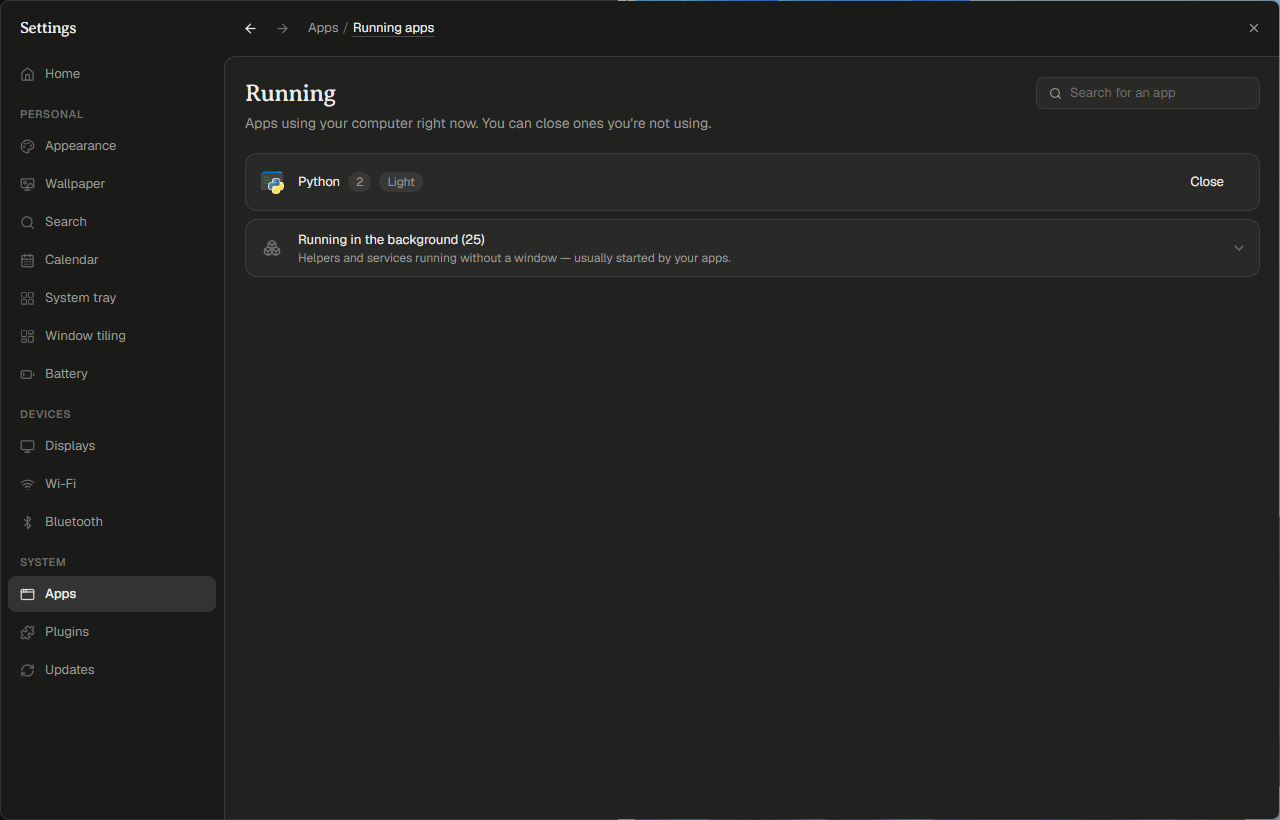 Settings
Apps / Running apps
Home
PERSONAL
Appearance
Wallpaper
Search
Calendar
System tray
Window tiling
Battery
DEVICES
Displays
Wi-Fi
Bluetooth
SYSTEM
Apps
Plugins
Updates
Running
Search for an app
Apps using your computer right now. You can close ones you're not using.
Python 2 Light Close
Running in the background (25)
Helpers and services running without a window — usually started by your apps.